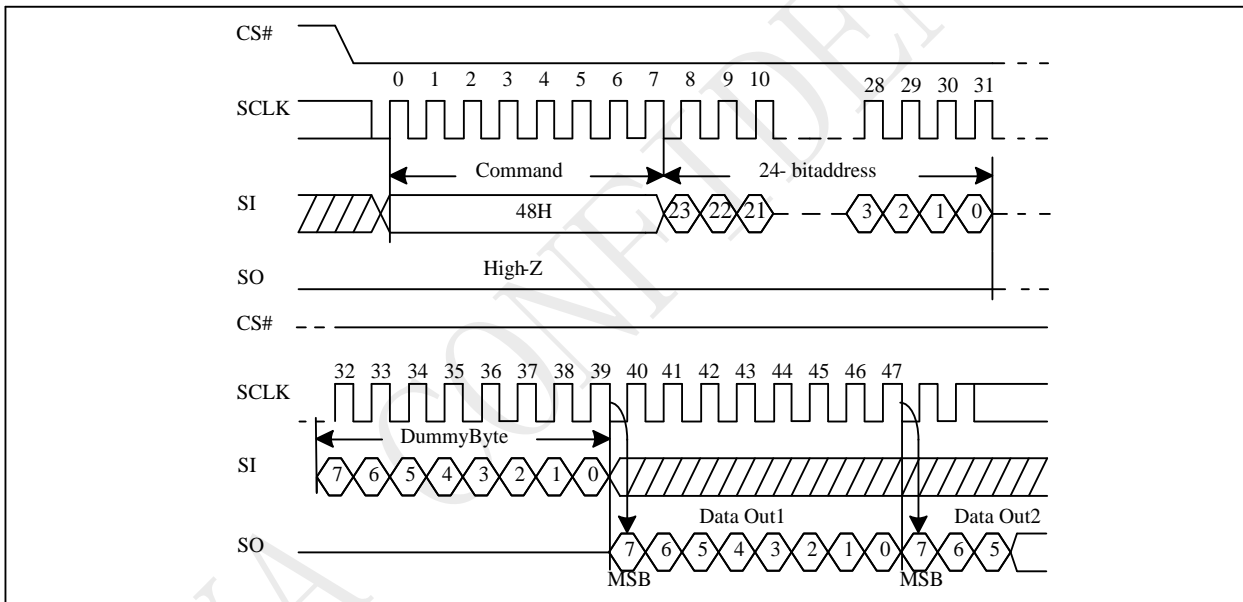 CS#
0 1 2 3 4 5 6 7 8 9 10 28 29 30 31
SCLK
Command 24- bitaddress
SI 48H 23 22 21 3 2 1 0
High-Z
SO
CS#
32 33 34 35 36 37 38 39 40 41 42 43 44 45 46 47
SCLK
DummyByte
SI 7 6 5 4 3 2 1 0
Data Out1 Data Out2
SO 7 6 5 4 3 2 1 0 7 6 5
MSB MSB